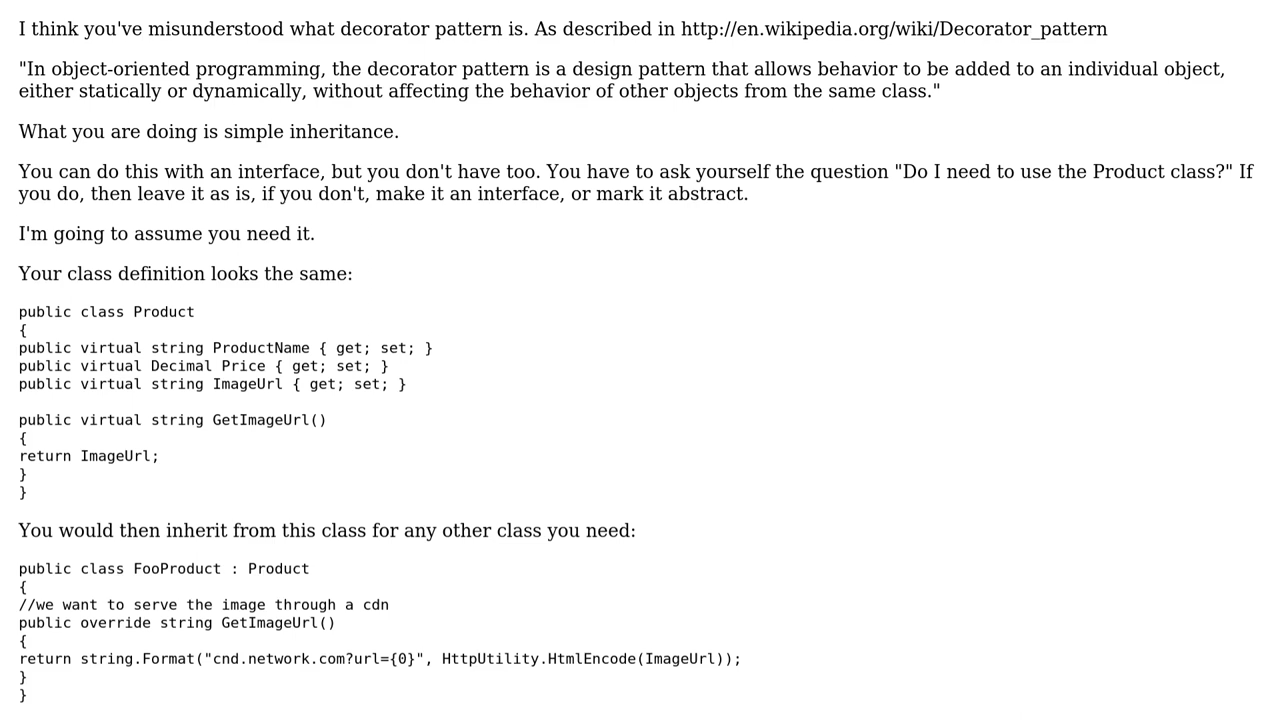 I think you've misunderstood what decorator pattern is. As described in http://en.wikipedia.org/wiki/Decorator_pattern
"In object-oriented programming, the decorator pattern is a design pattern that allows behavior to be added to an individual object,
either statically or dynamically, without affecting the behavior of other objects from the same class."
What you are doing is simple inheritance.
You can do this with an interface, but you don't have too. You have to ask yourself the question "Do I need to use the Product class?" If
you do, then leave it as is, if you don't, make it an interface, or mark it abstract.
I'm going to assume you need it.
Your class definition looks the same:
public class Product
{
public virtual string ProductName { get; set; }
public virtual Decimal Price { get; set; }
public virtual string ImageUrl { get; set; }
public virtual string GetImageUrl()
{
return ImageUrl;
}
}
You would then inherit from this class for any other class you need:
public class FooProduct : Product
{
//we want to serve the image through a cdn
public override string GetImageUrl()
{
return string.Format("cnd.network.com?url={0}", HttpUtility.HtmlEncode(ImageUrl));
}
}